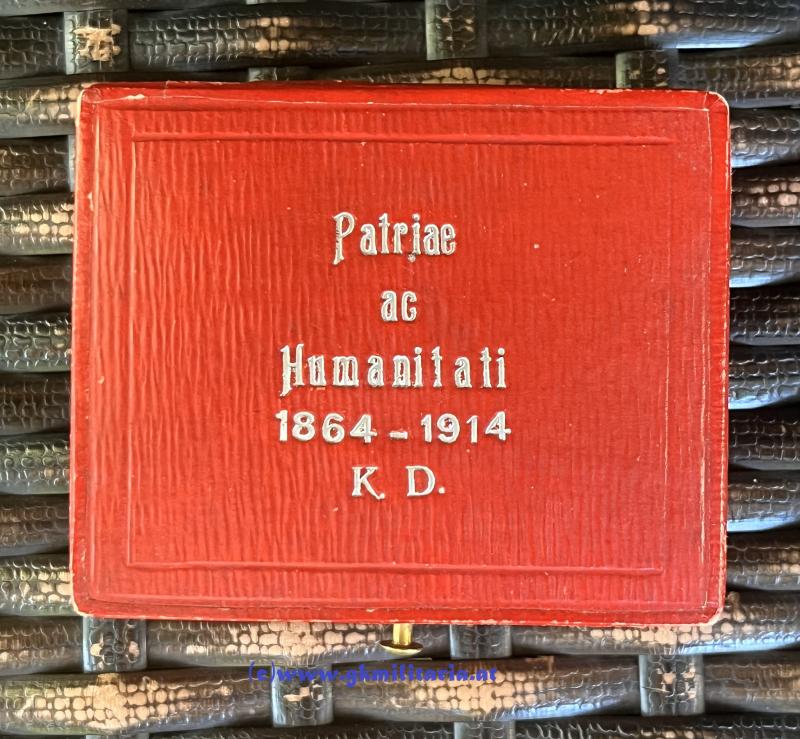 Patriae
ac
Humanitati
1864 - 1914
K. D.
(c)www.gkmilitaria.at